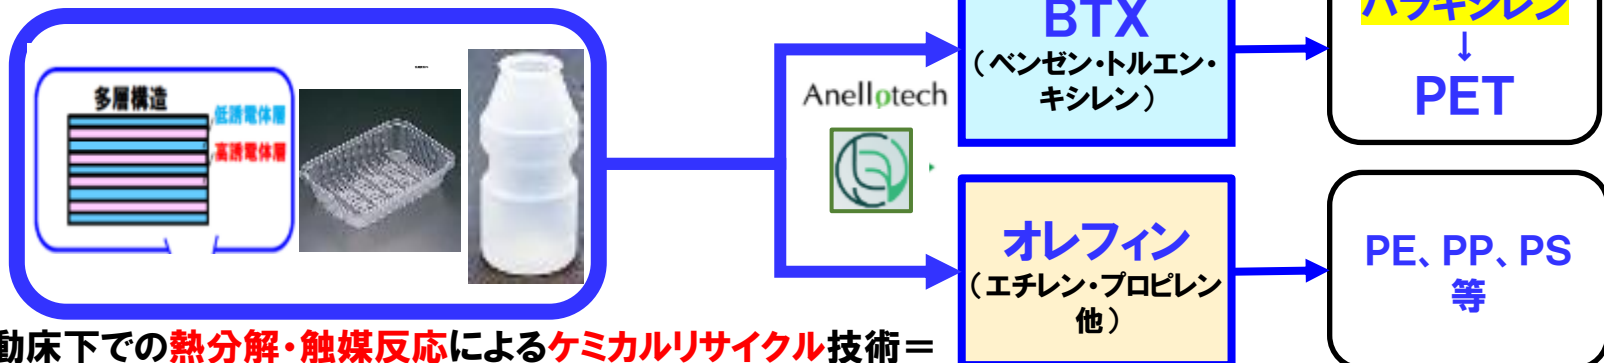 多層構造
低誘電体層
高誘電体層
Anellotech
BTX
(ベンゼン・トルエン・
キシレン)
パラキシレン
↓
PET
オレフィン
(エチレン・プロピレン
他)
PE、PP、PS
等
動床下での熱分解・触媒反応によるケミカルリサイクル技術＝